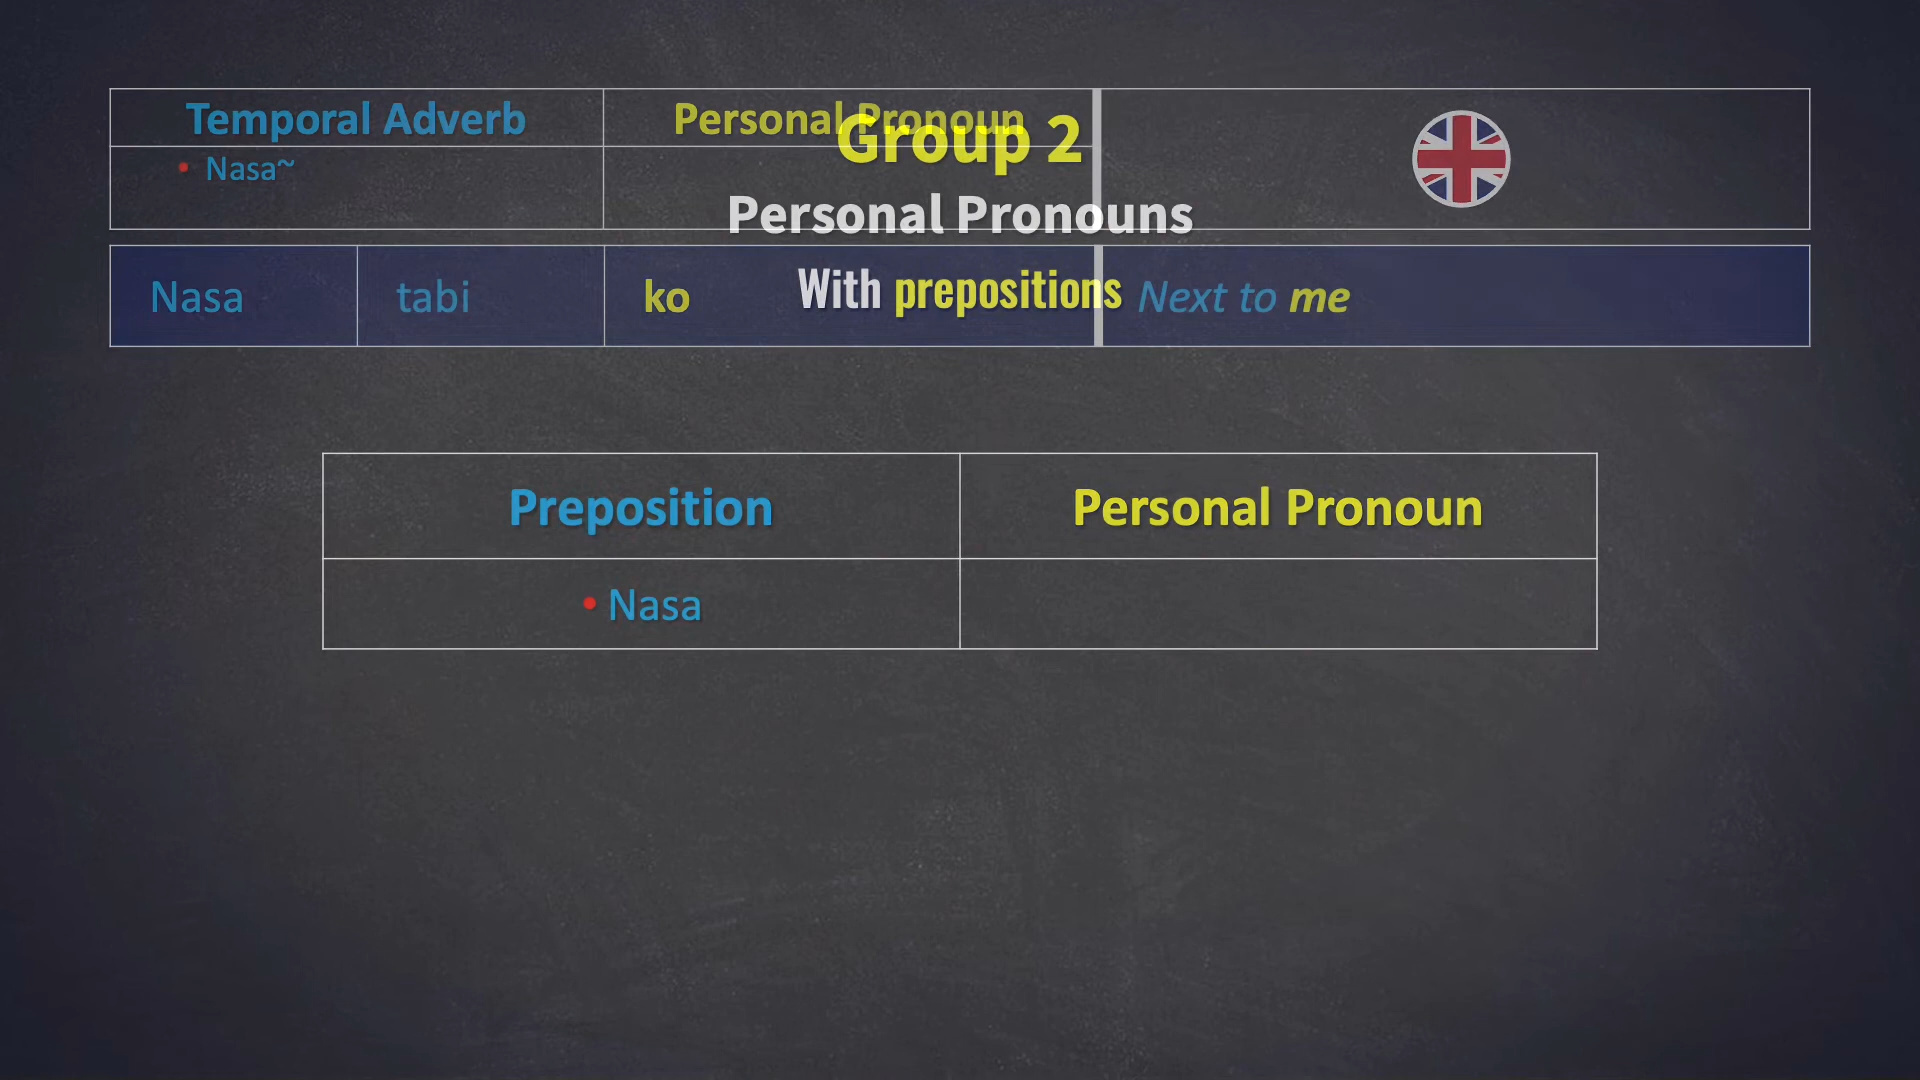 Temporal Adverb
Personal Pronoun
Group 2
Nasa~
Personal Pronouns
With prepositions
Nasa tabi ko Next to me
Preposition Personal Pronoun
Nasa